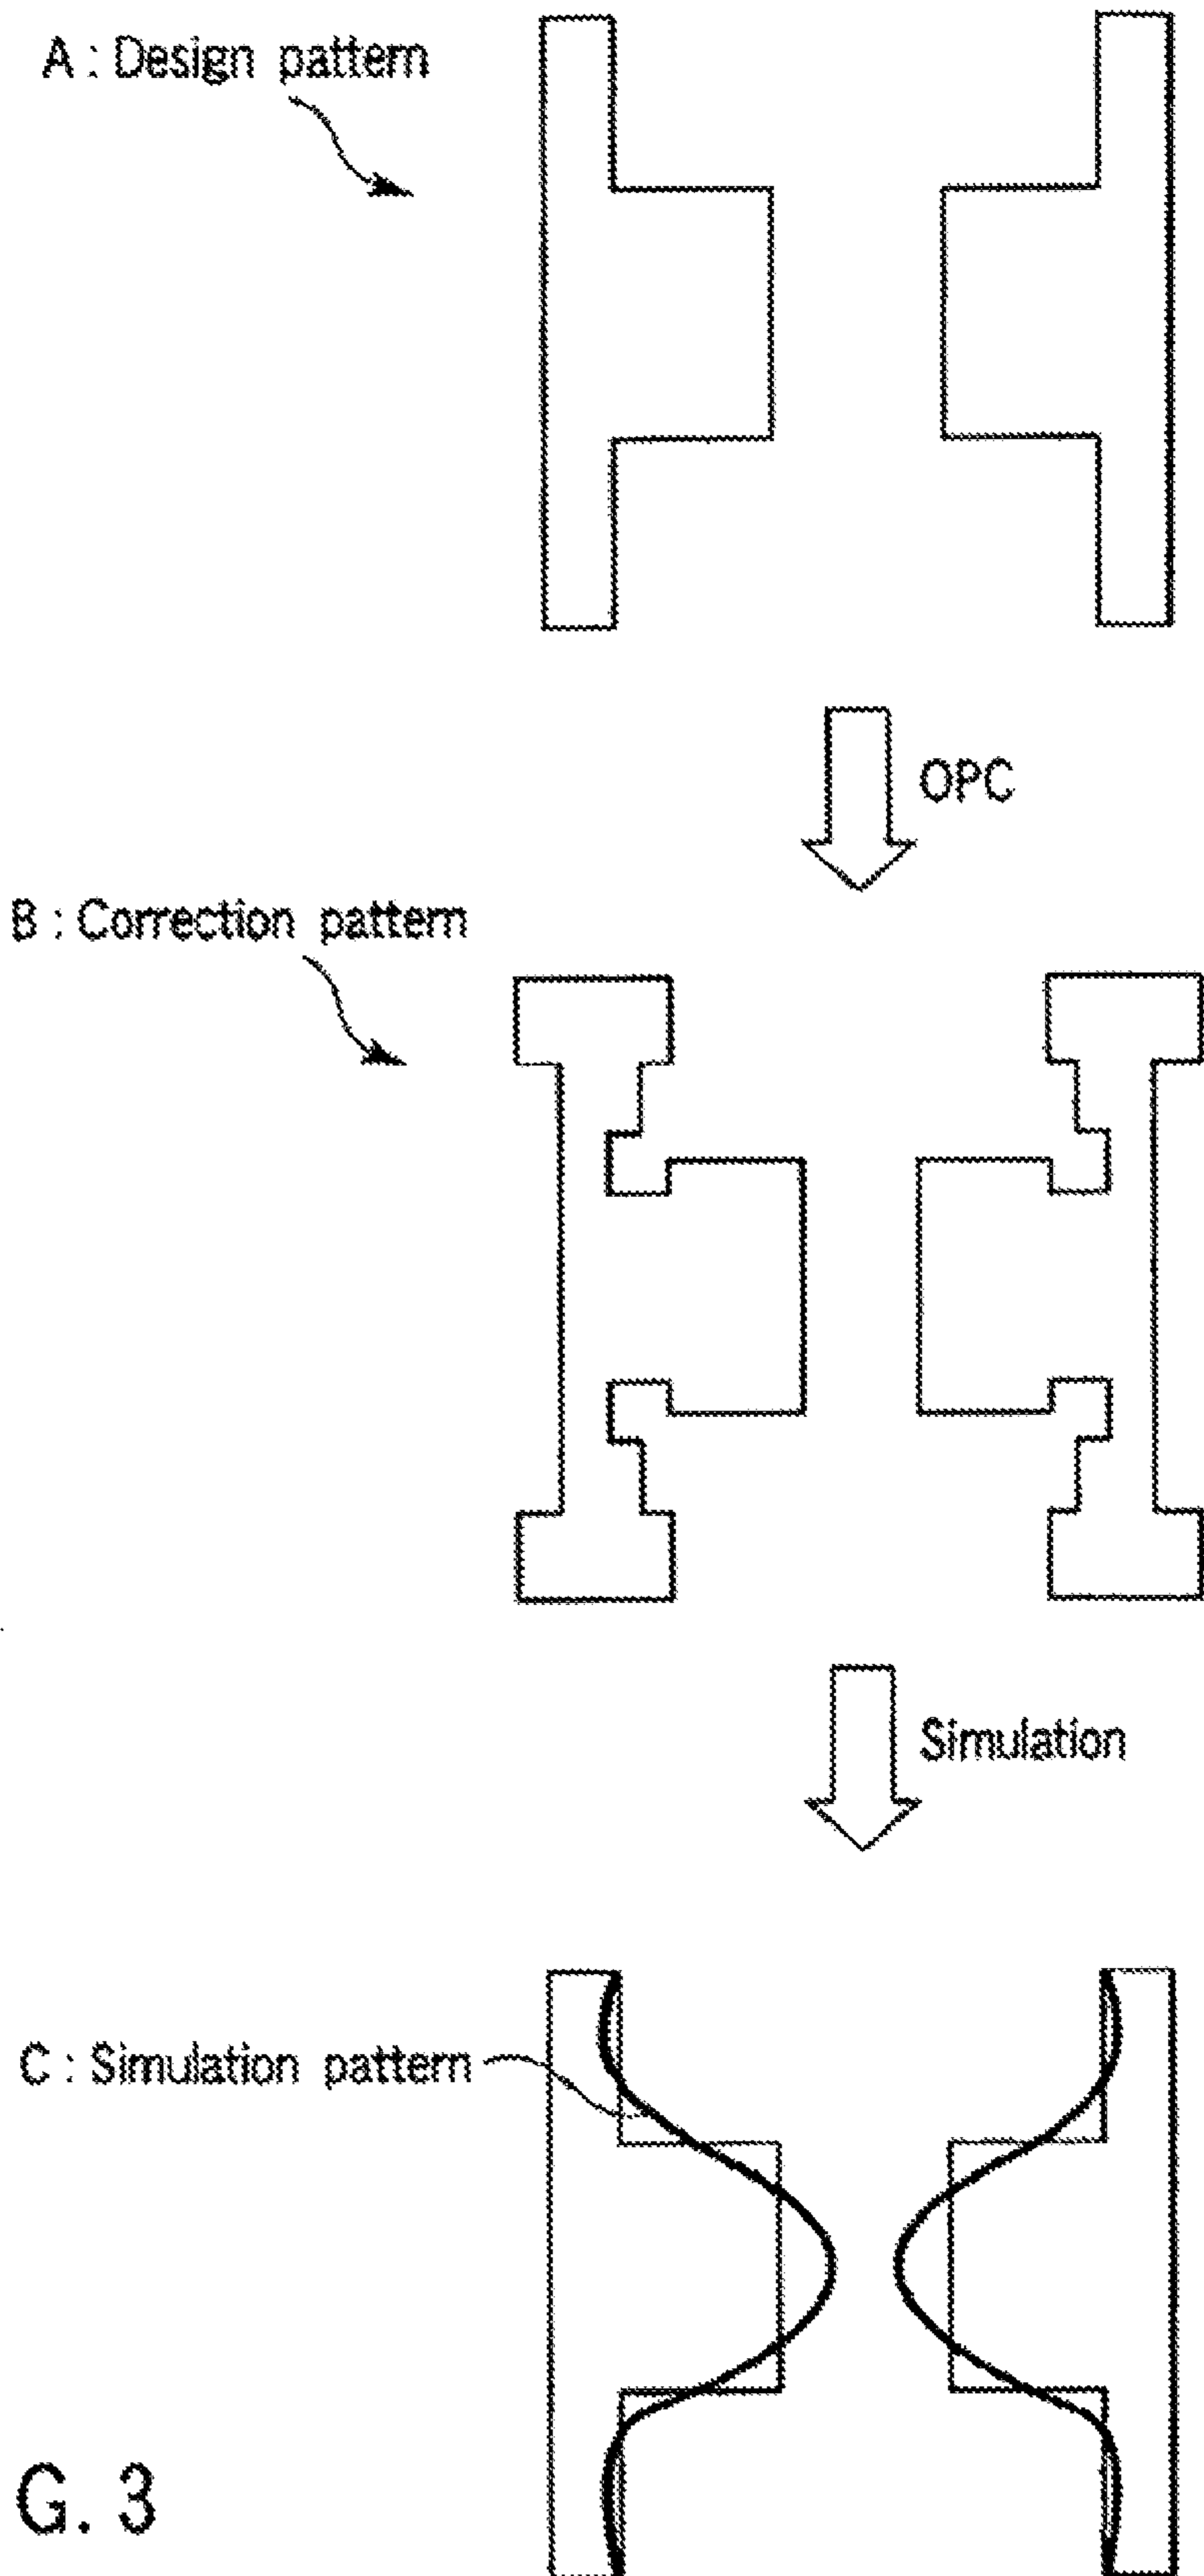 A : Design pattern
OPC
B : Correction pattern
Simulation
C : Simulation pattern
G. 3